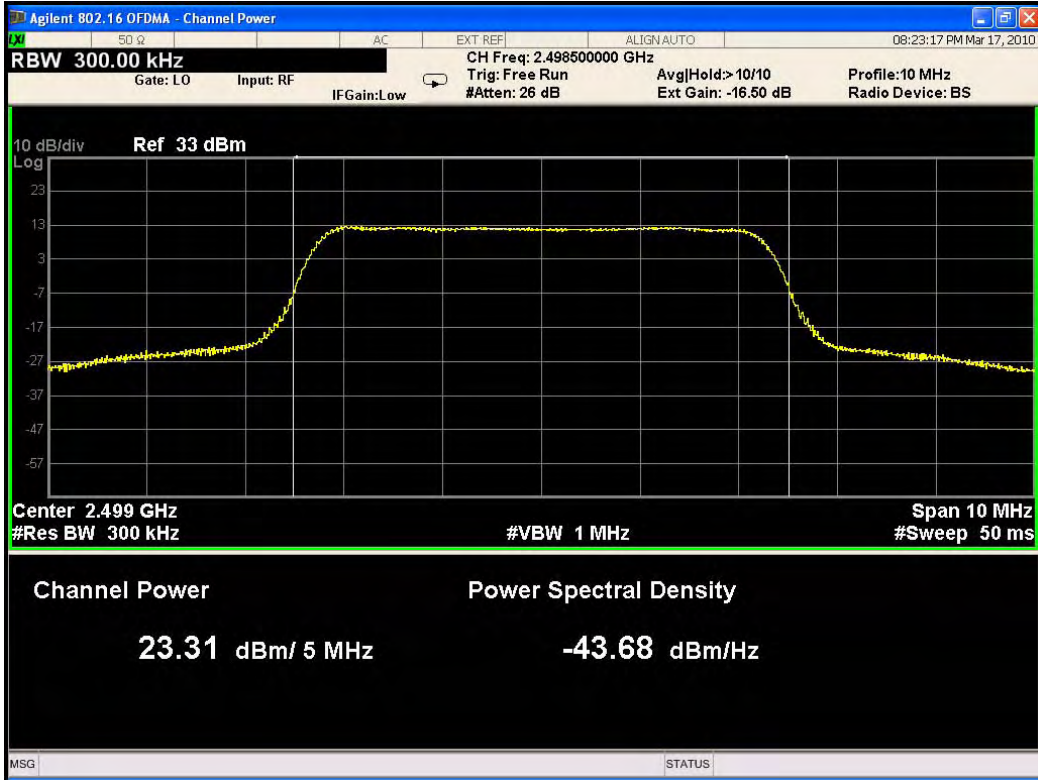 Agilent 802.16 OFDMA - Channel Power
LXI 50 Ω AC EXT REF ALIGN AUTO 08:23:17 PM Mar 17, 2010
RBW 300.00 kHz CH Freq: 2.498500000 GHz
Gate: LO Input: RF Trig: Free Run Avg|Hold:> 10/10 Profile:10 MHz
IFGain:Low #Atten: 26 dB Ext Gain: -16.50 dB Radio Device: BS
10 dB/div Ref 33 dBm
Log
23
13
3
-7
-17
-27
-37
-47
-57
Center 2.499 GHz Span 10 MHz
#Res BW 300 kHz #VBW 1 MHz #Sweep 50 ms
Channel Power Power Spectral Density
23.31 dBm/ 5 MHz -43.68 dBm/Hz
MSG STATUS